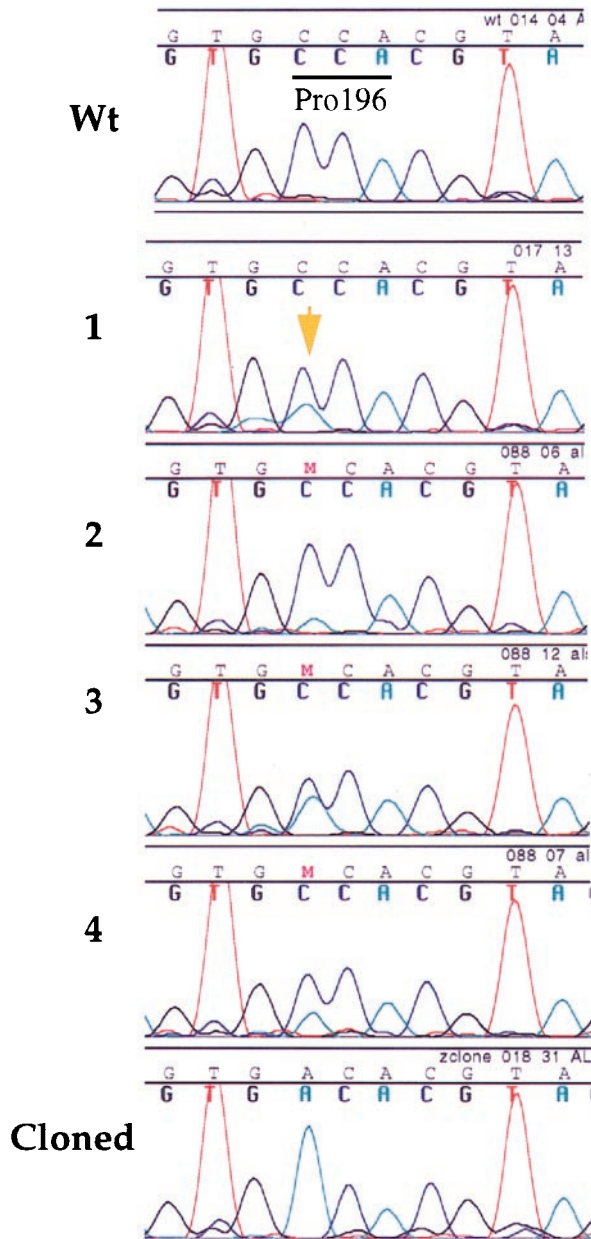 wt 014 04 A
G T G C C A C G T A
G T G C C A C G T A
Pro196
Wt
017 13
G T G C C A C G T A
G T G C C A C G T A
1
088 06 al
G T G M C A C G T A
G T G C C A C G T A
2
088 12 al
G T G M C A C G T A
G T G C C A C G T A
3
088 07 al
G T G M C A C G T A
G T G C C A C G T A
4
zclone 018 31 AL
G T G A C A C G T A
G T G A C A C G T A
Cloned